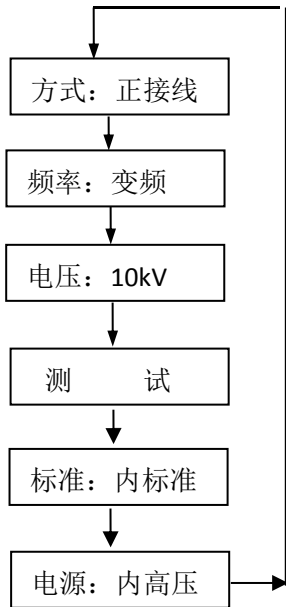 方式：正接线
频率：变频
电压：10kV
测　　试
标准：内标准
电源：内高压